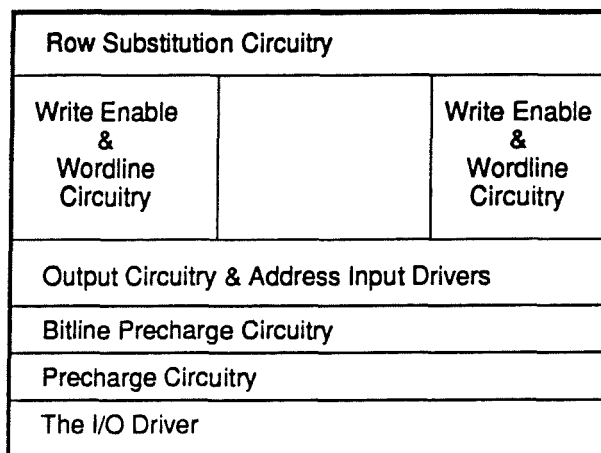 Row Substitution Circuitry
Write Enable
&
Wordline
Circuitry
Write Enable
&
Wordline
Circuitry
Output Circuitry & Address Input Drivers
Bitline Precharge Circuitry
Precharge Circuitry
The I/O Driver